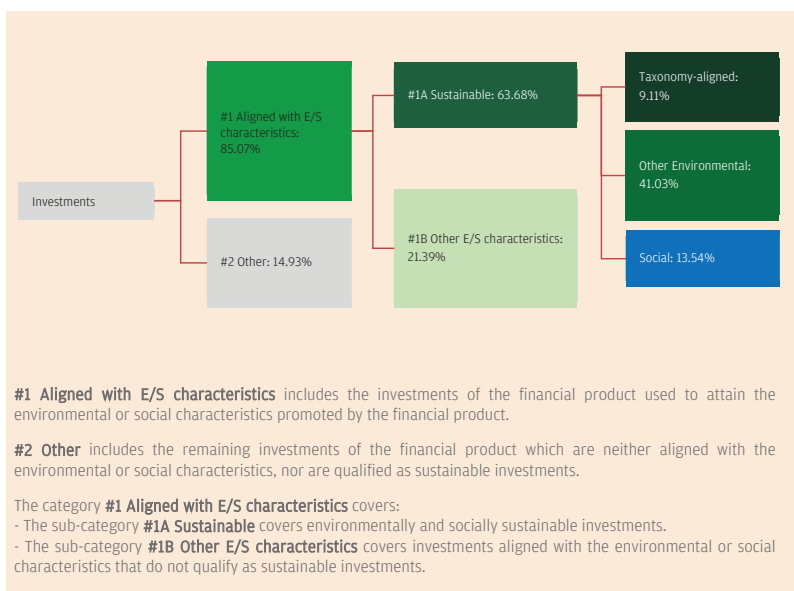 Investments
#1 Aligned with E/S
characteristics:
85.07%
#2 Other: 14.93%
#1A Sustainable: 63.68%
#1B Other E/S characteristics:
21.39%
Taxonomy-aligned:
9.11%
Other Environmental:
41.03%
Social: 13.54%
#1 Aligned with E/S characteristics includes the investments of the financial product used to attain the
environmental or social characteristics promoted by the financial product.
#2 Other includes the remaining investments of the financial product which are neither aligned with the
environmental or social characteristics, nor are qualified as sustainable investments.
The category #1 Aligned with E/S characteristics covers:
- The sub-category #1A Sustainable covers environmentally and socially sustainable investments.
- The sub-category #1B Other E/S characteristics covers investments aligned with the environmental or social
characteristics that do not qualify as sustainable investments.